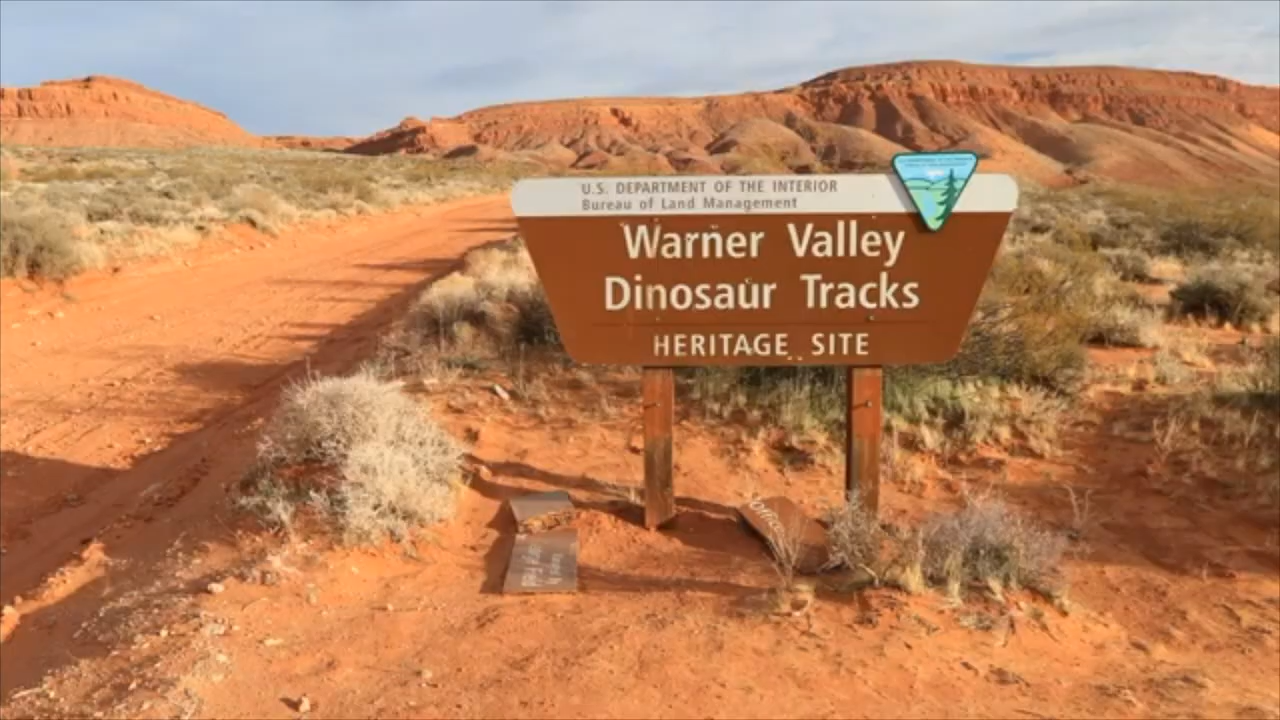 U.S. DEPARTMENT OF THE INTERIOR
Bureau of Land Management
Warner Valley
Dinosaur Tracks
HERITAGE SITE